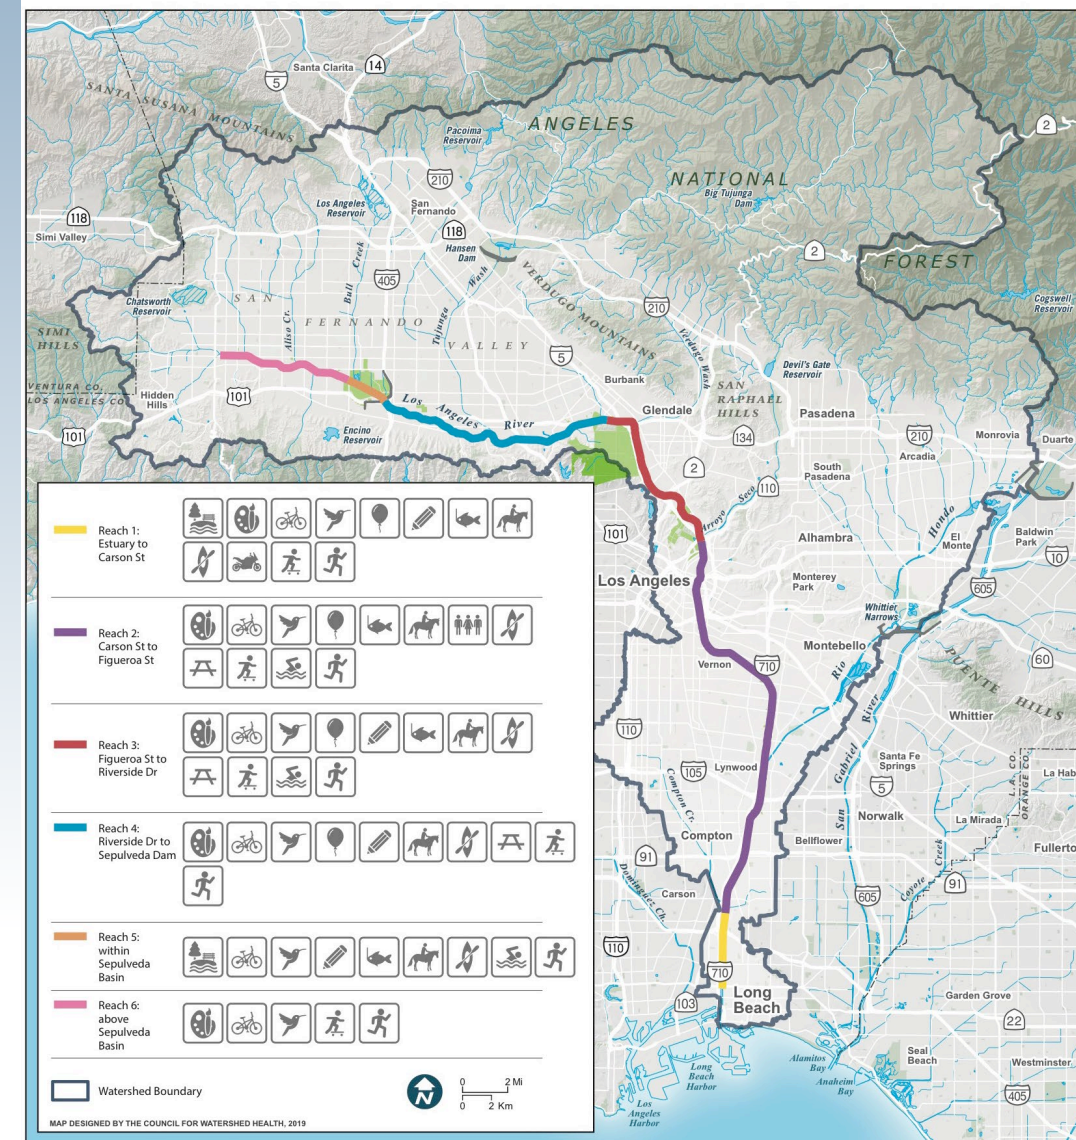 Santa Clarita
14
5
SANTA SUSANA MOUNTAINS
Pacoima
Reservoir
ANGELES
2
NATIONAL
Big Tujunga
Dam
210
Los Angeles
Reservoir
San
Fernando
118
118
Simi Valley
Hansen
Dam
2
FOREST
Bull Creek
405
Tujunga Wash
VERDUGO MOUNTAINS
Cogswell
Reservoir
Chatsworth
Reservoir
SAN
FERNANDO
VALLEY
Aliso Cr.
210
Verdugo Wash
SIMI
HILLS
5
Devil's Gate
Reservoir
Burbank
SAN
RAPHAEL
HILLS
VENTURA CO.
LOS ANGELES CO.
Hidden
Hills
101
Los Angeles River
Glendale
Pasadena
101
Encino
Reservoir
134
210
Monrovia
Duarte
Arcadia
2
South
Pasadena
110
Arroyo Seco
101
Alhambra
Hondo
El
Monte
Baldwin
Park
10
Los Angeles
Monterey
Park
605
Whittier
Narrows
Montebello
Vernon
710
Rio
60
PUENTE HILLS
Whittier
110
San Gabriel River
105
Lynwood
Santa Fe
Springs
L.A. CO.
ORANGE CO.
La Hab
5
Compton Cr.
Norwalk
La Mirada
Compton
Bellflower
Fullerto
91
Coyote Creek
91
Dominguez Ch.
Carson
605
110
710
103
Long
Beach
Garden Grove
22
Seal
Beach
Westminster
Alamitos
Bay
Anaheim
Bay
405
Long
Beach
Harbor
Los
Angeles
Harbor
Reach 1:
Estuary to
Carson St
Reach 2:
Carson St to
Figueroa St
Reach 3:
Figueroa St to
Riverside Dr
Reach 4:
Riverside Dr to
Sepulveda Dam
Reach 5:
within
Sepulveda
Basin
Reach 6:
above
Sepulveda
Basin
Watershed Boundary
N
0 2 Mi
0 2 Km
MAP DESIGNED BY THE COUNCIL FOR WATERSHED HEALTH, 2019